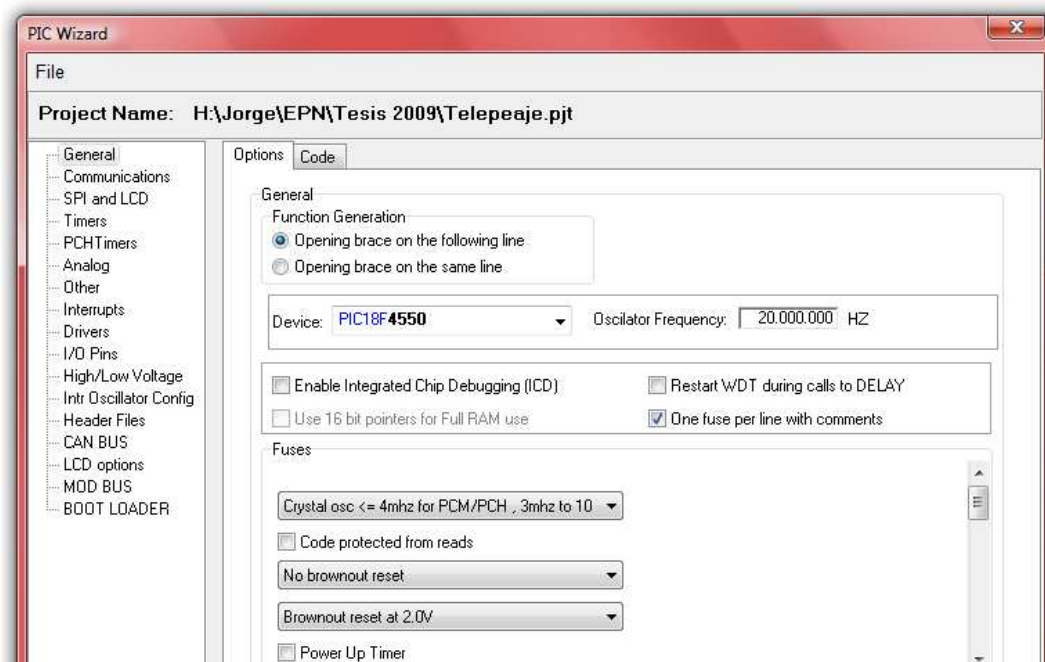 PIC Wizard
File
Project Name: H:\Jorge\EPN\Tesis 2009\Telepeaje.pjt
General
Communications
SPI and LCD
Timers
PCHTimers
Analog
Other
Interrupts
Drivers
I/O Pins
High/Low Voltage
Intr Oscillator Config
Header Files
CAN BUS
LCD options
MOD BUS
BOOT LOADER
Options Code
General
Function Generation
Opening brace on the following line
Opening brace on the same line
Device: PIC18F4550 Oscilator Frequency: 20.000.000 HZ
Enable Integrated Chip Debugging (ICD) Restart WDT during calls to DELAY
Use 16 bit pointers for Full RAM use One fuse per line with comments
Fuses
Crystal osc <= 4mhz for PCM/PCH , 3mhz to 10
Code protected from reads
No brownout reset
Brownout reset at 2.0V
Power Up Timer